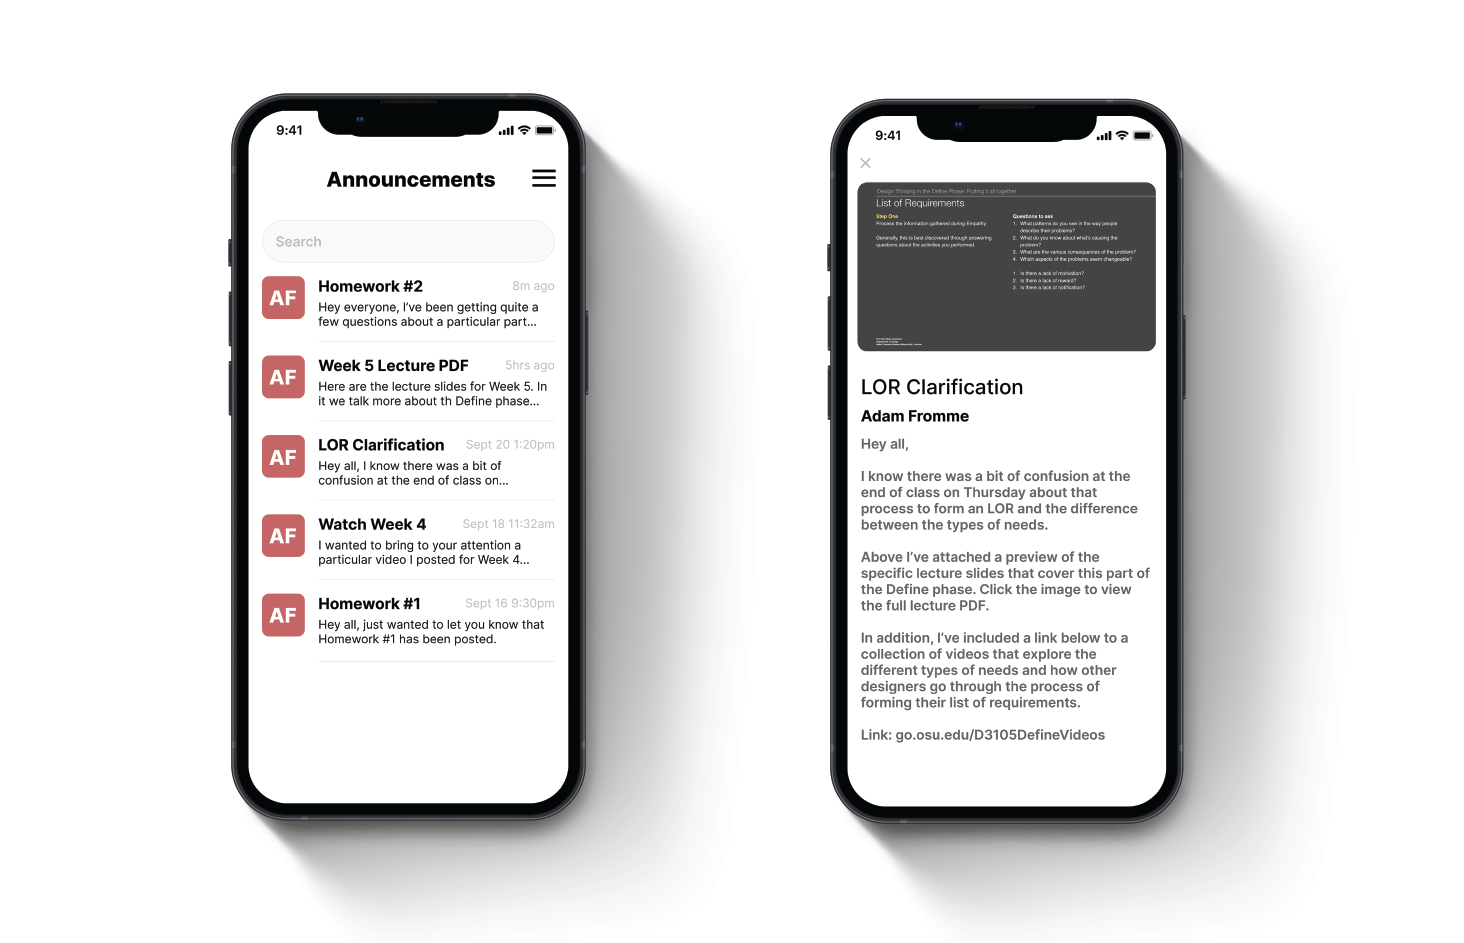 9:41
Announcements
Search
AF
Homework #2
8m ago
Hey everyone, I've been getting quite a
few questions about a particular part...
AF
Week 5 Lecture PDF
5hrs ago
Here are the lecture slides for Week 5. In
it we talk more about th Define phase...
AF
LOR Clarification
Sept 20 1:20pm
Hey all, I know there was a bit of
confusion at the end of class on...
AF
Watch Week 4
Sept 18 11:32am
I wanted to bring to your attention a
particular video I posted for Week 4...
AF
Homework #1
Sept 16 9:30pm
Hey all, just wanted to let you know that
Homework #1 has been posted.
9:41
Design Thinking in the Define Phase: Putting it all together
List of Requirements
Step One
Process the information gathered during Empathy.
Generally, this is best discovered through answering
questions about the activities you performed.
Questions to ask
1. What patterns do you see in the way people
describe their problems?
2. What do you know about what's causing the
problem?
3. What are the various consequences of the problem?
4. Which aspects of the problems seem changeable?
1. Is there a lack of motivation?
2. Is there a lack of reward?
3. Is there a lack of notification?
LOR Clarification
Adam Fromme
Hey all,
I know there was a bit of confusion at the
end of class on Thursday about that
process to form an LOR and the difference
between the types of needs.
Above I've attached a preview of the
specific lecture slides that cover this part of
the Define phase. Click the image to view
the full lecture PDF.
In addition, I've included a link below to a
collection of videos that explore the
different types of needs and how other
designers go through the process of
forming their list of requirements.
Link: go.osu.edu/D3105DefineVideos